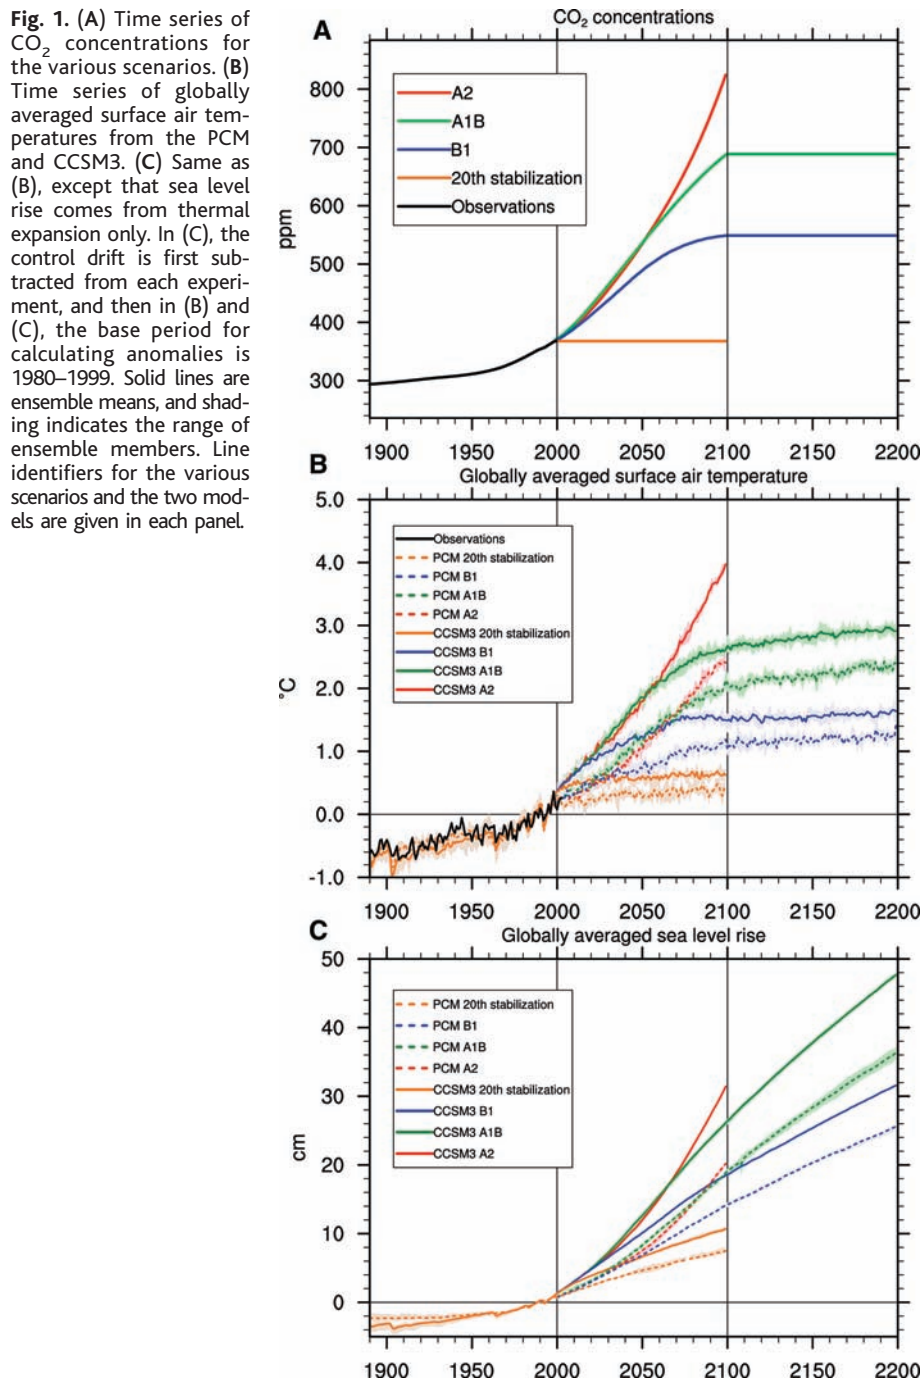 Fig. 1. (A) Time series of
CO2 concentrations for
the various scenarios. (B)
Time series of globally
averaged surface air tem-
peratures from the PCM
and CCSM3. (C) Same as
(B), except that sea level
rise comes from thermal
expansion only. In (C), the
control drift is first sub-
tracted from each experi-
ment, and then in (B) and
(C), the base period for
calculating anomalies is
1980–1999. Solid lines are
ensemble means, and shad-
ing indicates the range of
ensemble members. Line
identifiers for the various
scenarios and the two mod-
els are given in each panel.
A
CO2 concentrations
800
700
600
500
400
300
ppm
A2
A1B
B1
20th stabilization
Observations
1900 1950 2000 2050 2100 2150 2200
B
Globally averaged surface air temperature
5.0
4.0
3.0
2.0
1.0
0.0
-1.0
°C
Observations
PCM 20th stabilization
PCM B1
PCM A1B
PCM A2
CCSM3 20th stabilization
CCSM3 B1
CCSM3 A1B
CCSM3 A2
1900 1950 2000 2050 2100 2150 2200
C
Globally averaged sea level rise
50
40
30
20
10
0
cm
PCM 20th stabilization
PCM B1
PCM A1B
PCM A2
CCSM3 20th stabilization
CCSM3 B1
CCSM3 A1B
CCSM3 A2
1900 1950 2000 2050 2100 2150 2200